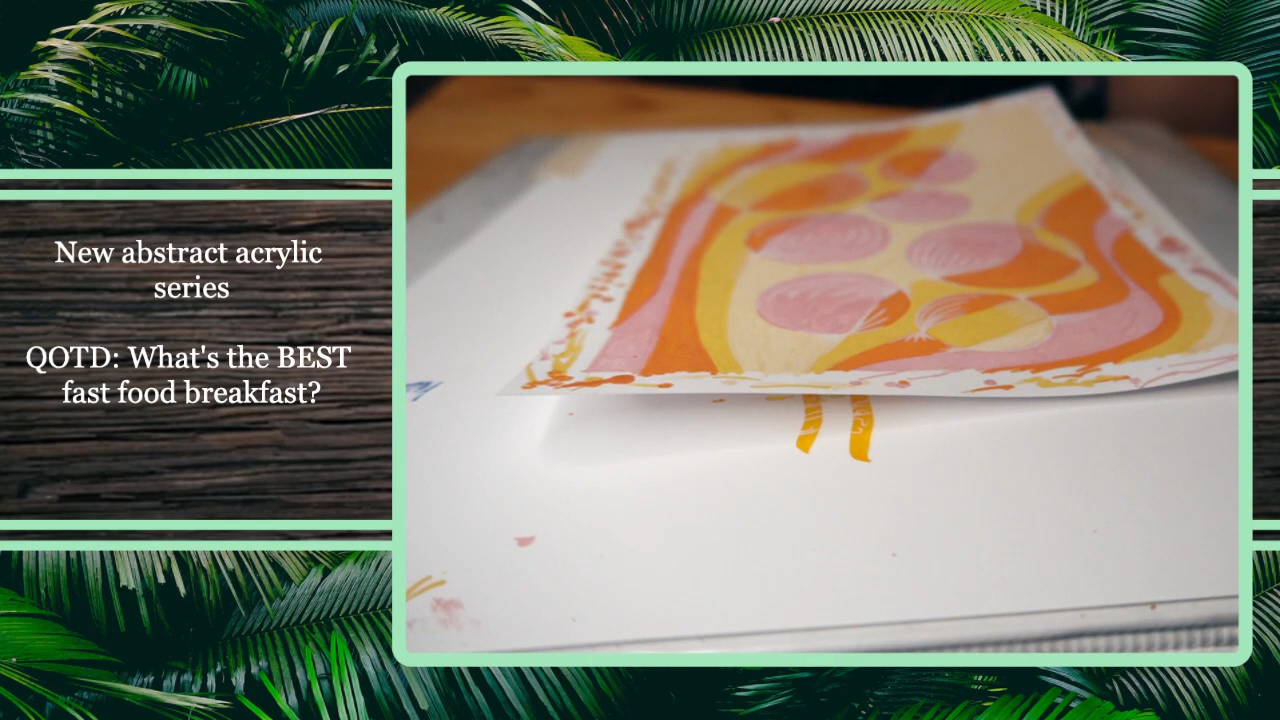 New abstract acrylic
series
QOTD: What's the BEST
fast food breakfast?